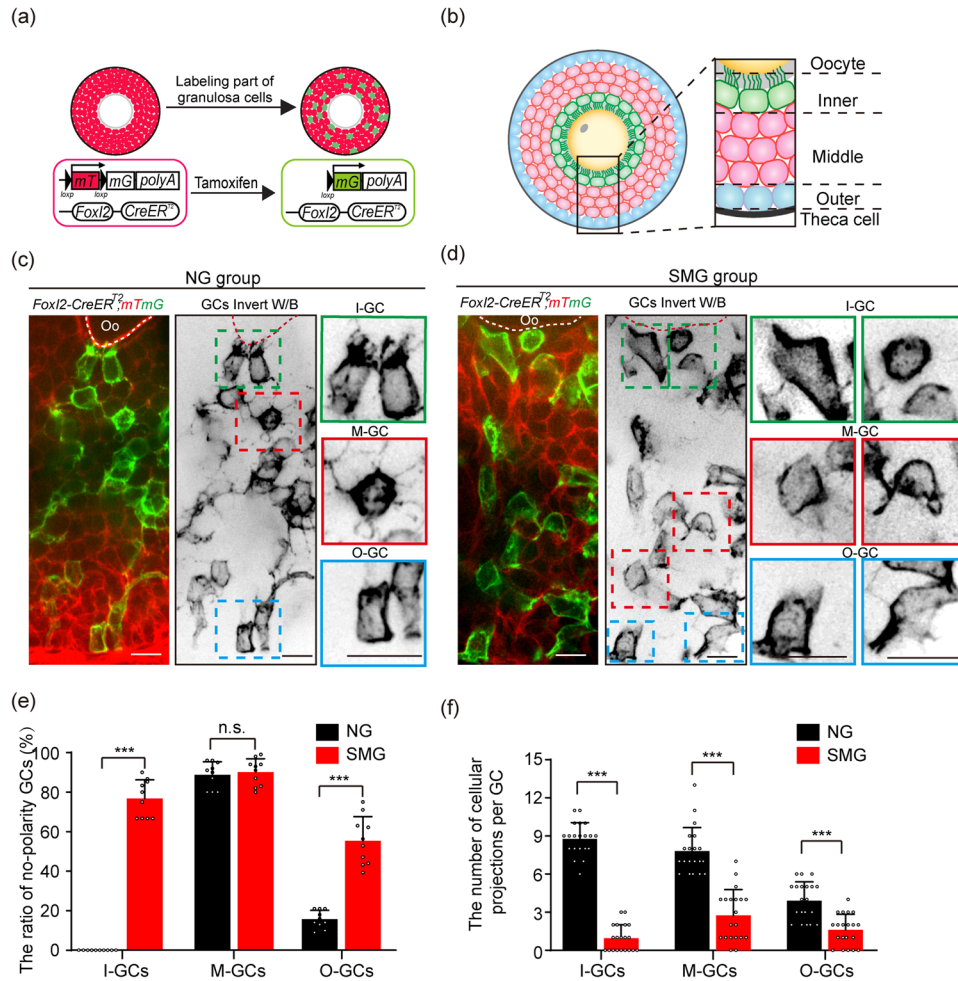 (a)
Labeling part of
granulosa cells
mT mG polyA
loxp loxp
Foxl2 CreER^T2
Tamoxifen
mG polyA
loxp
Foxl2 CreER^T2
(b)
Oocyte
Inner
Middle
Outer
Theca cell
(c)
NG group
Foxl2-CreER^T2;mTmG
GCs Invert W/B
Oo
I-GC
M-GC
O-GC
(d)
SMG group
Foxl2-CreER^T2;mTmG
GCs Invert W/B
Oo
I-GC
M-GC
O-GC
(e)
The ratio of no-polarity GCs (%)
100
80
60
40
20
0
***
n.s.
***
NG
SMG
I-GCs
M-GCs
O-GCs
(f)
The number of cellular
projections per GC
15
12
9
6
3
0
***
***
***
NG
SMG
I-GCs
M-GCs
O-GCs